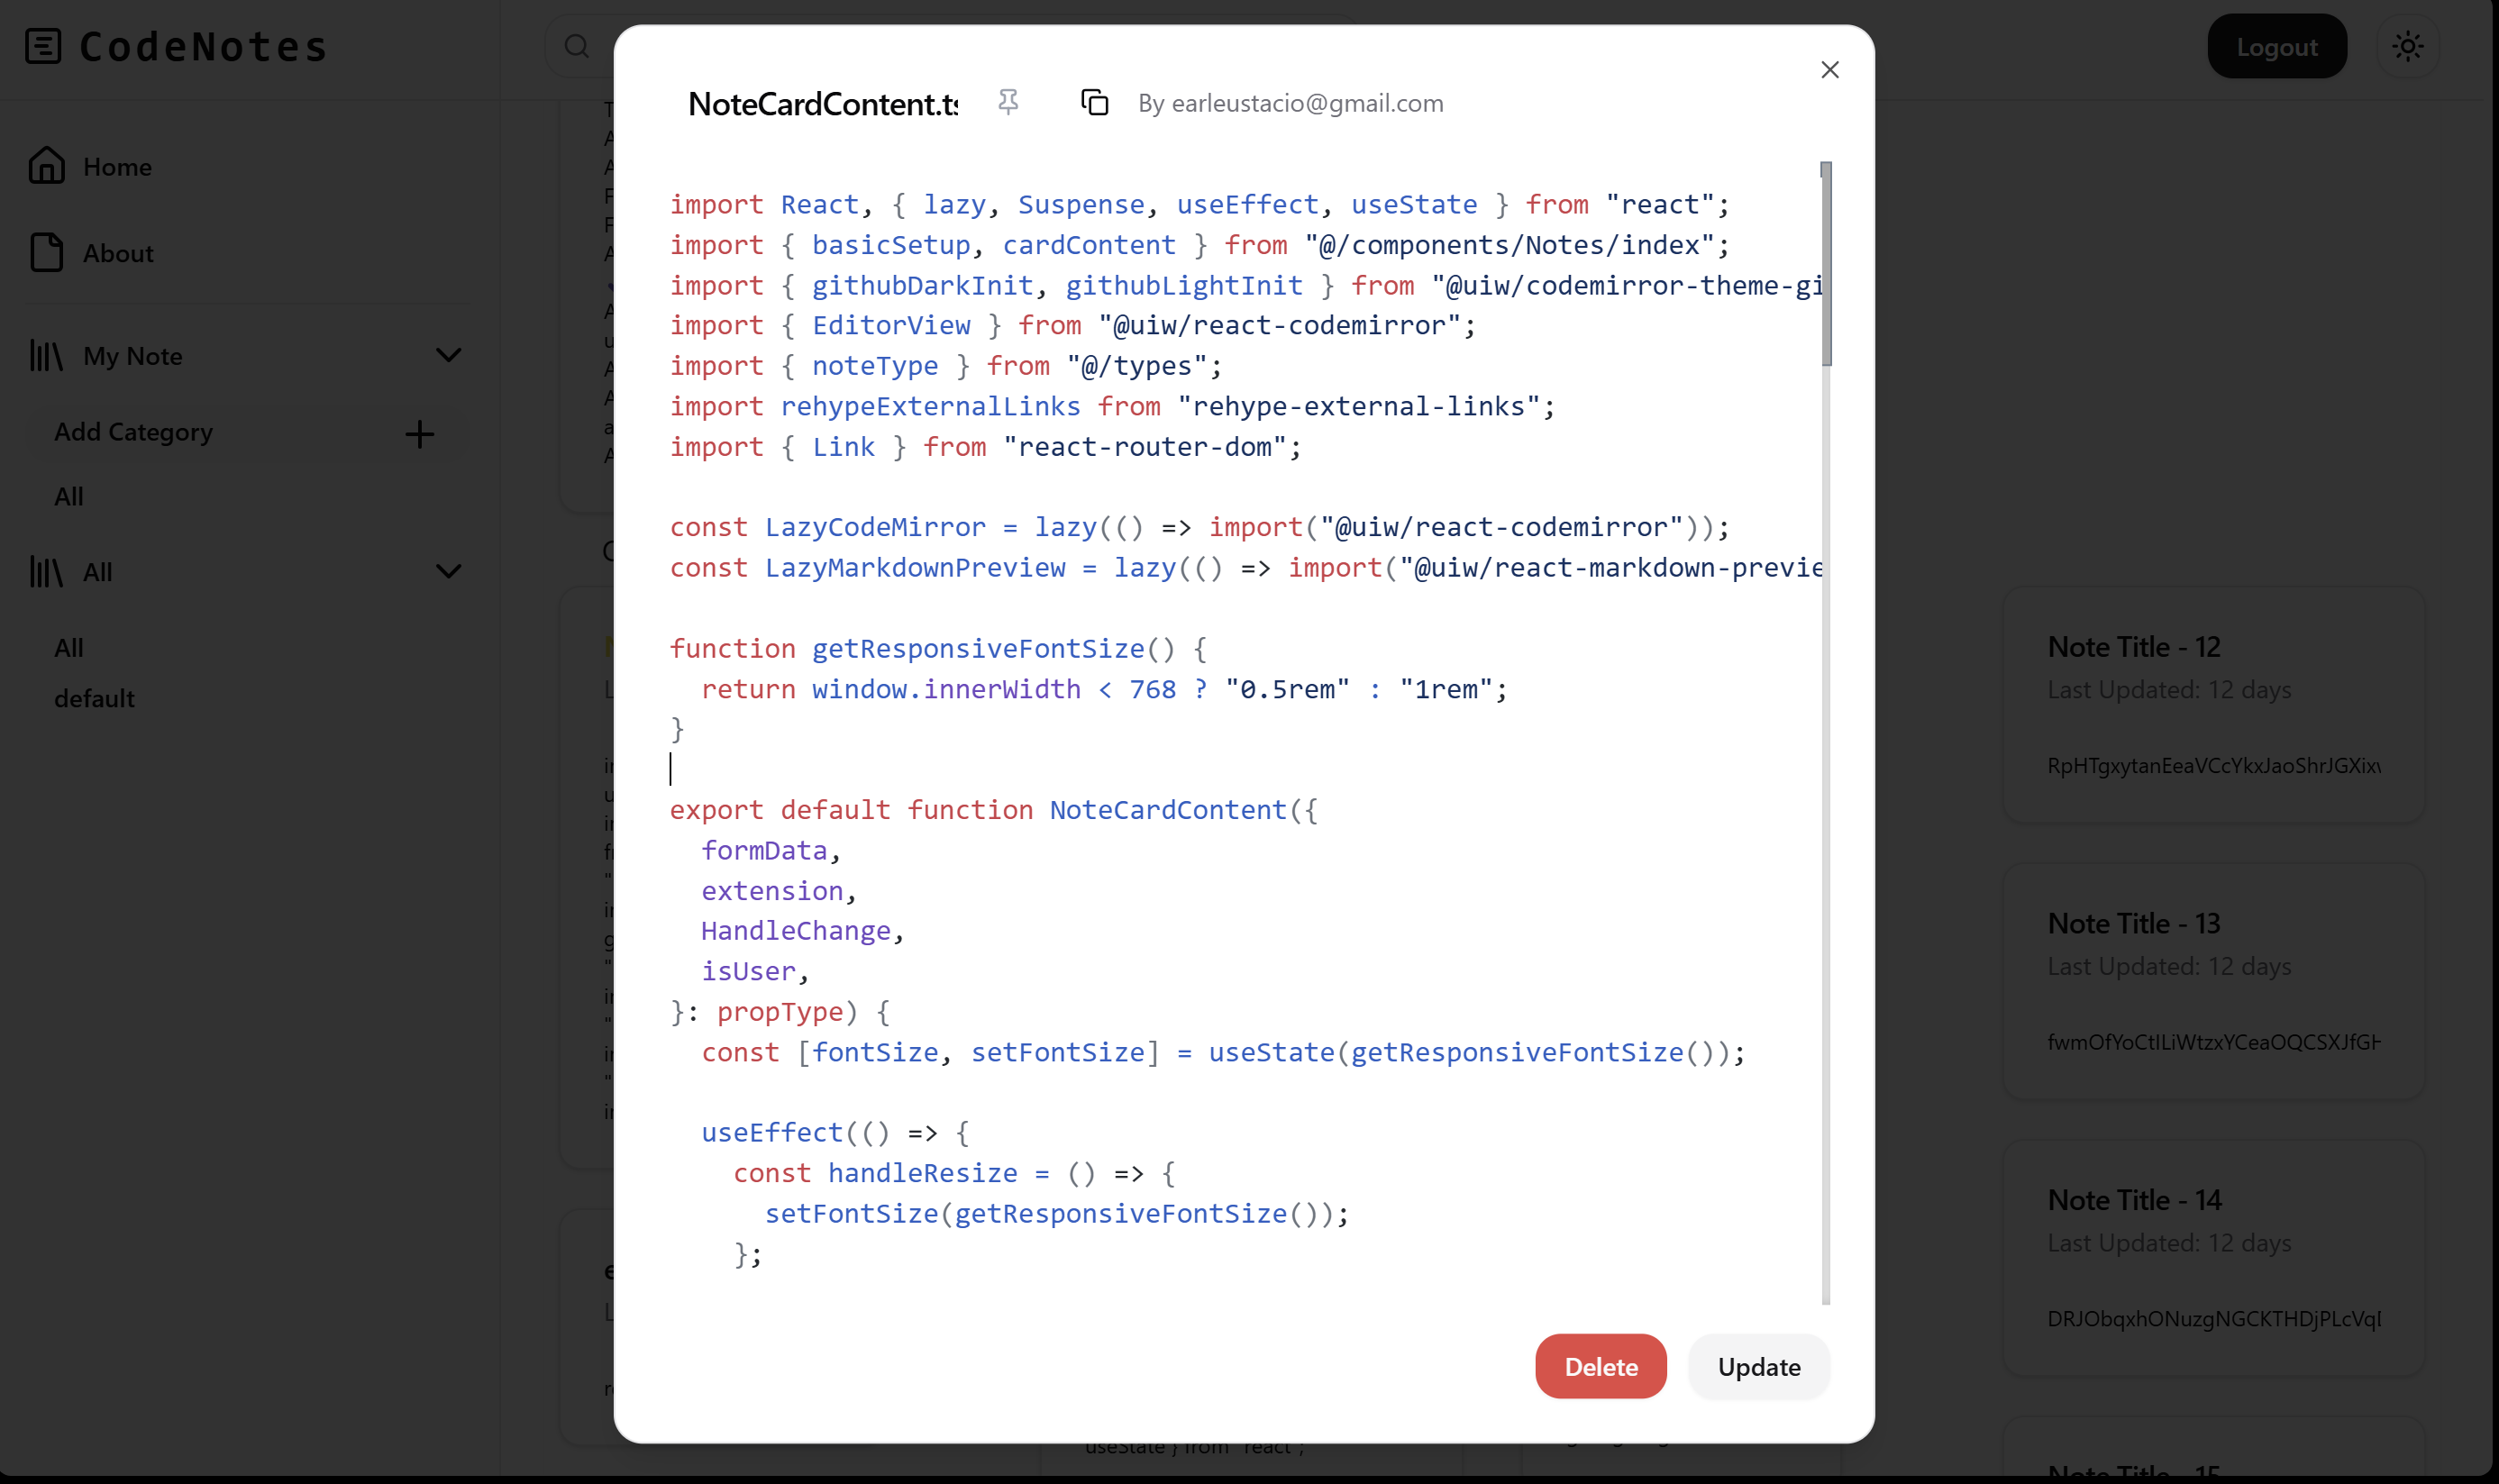 CodeNotes
Logout
Home
About
My Note
Add Category
All
All
All
default
NoteCardContent.ts
By earleustacio@gmail.com
import React, { lazy, Suspense, useEffect, useState } from "react";
import { basicSetup, cardContent } from "@/components/Notes/index";
import { githubDarkInit, githubLightInit } from "@uiw/codemirror-theme-gi
import { EditorView } from "@uiw/react-codemirror";
import { noteType } from "@/types";
import rehypeExternalLinks from "rehype-external-links";
import { Link } from "react-router-dom";
const LazyCodeMirror = lazy(() => import("@uiw/react-codemirror"));
const LazyMarkdownPreview = lazy(() => import("@uiw/react-markdown-previe
function getResponsiveFontSize() {
return window.innerWidth < 768 ? "0.5rem" : "1rem";
}
export default function NoteCardContent({
formData,
extension,
HandleChange,
isUser,
}: propType) {
const [fontSize, setFontSize] = useState(getResponsiveFontSize());
useEffect(() => {
const handleResize = () => {
setFontSize(getResponsiveFontSize());
};
Delete
Update
Note Title - 12
Last Updated: 12 days
Note Title - 13
Last Updated: 12 days
Note Title - 14
Last Updated: 12 days
DRJObqxhONuzgNGCKTHDjPLcVq
useState } from "react";
Note Title - 15